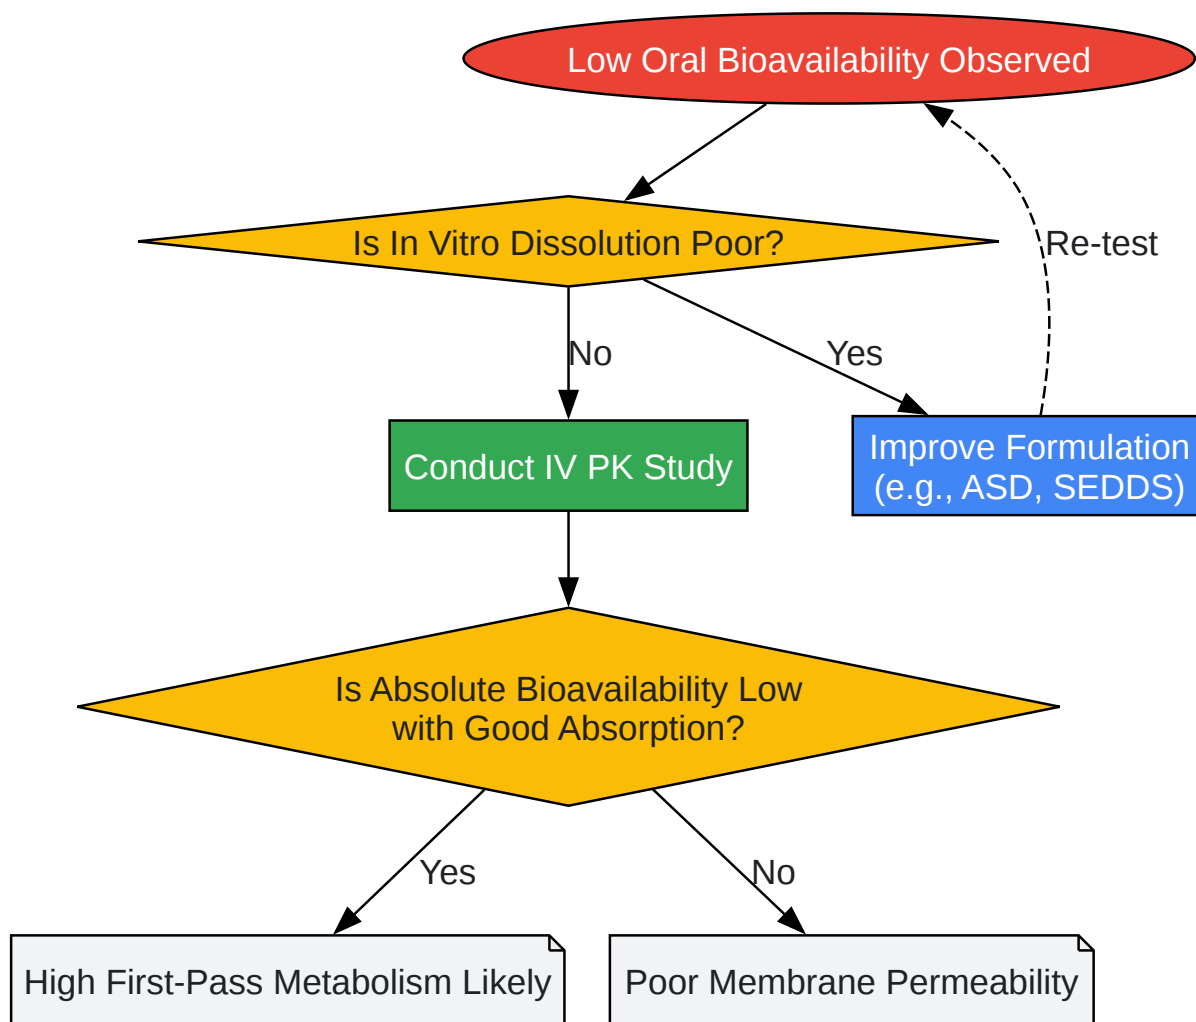 Low Oral Bioavailability Observed
Is In Vitro Dissolution Poor?
Re-test
No
Yes
Conduct IV PK Study
Improve Formulation
(e.g., ASD, SEDDS)
Is Absolute Bioavailability Low
with Good Absorption?
Yes
No
High First-Pass Metabolism Likely
Poor Membrane Permeability